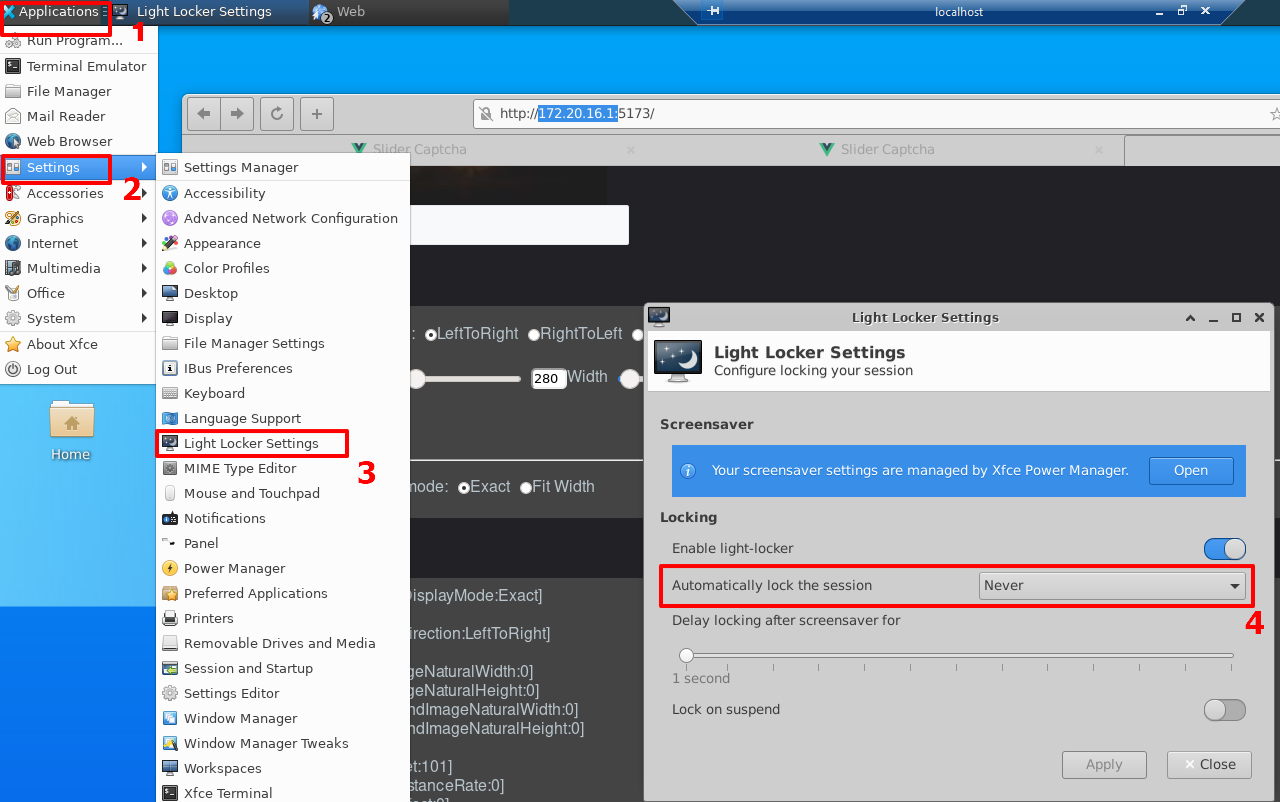 Applications
Light Locker Settings
2
Web
localhost
1
Run Program...
Terminal Emulator
File Manager
Mail Reader
Web Browser
Settings
2
Accessories
Graphics
Internet
Multimedia
Office
System
About Xfce
Log Out
Home
Settings Manager
Accessibility
Advanced Network Configuration
Appearance
Color Profiles
Desktop
Display
File Manager Settings
IBus Preferences
Keyboard
Language Support
Light Locker Settings
3
MIME Type Editor
Mouse and Touchpad
Notifications
Panel
Power Manager
Preferred Applications
Printers
Removable Drives and Media
Session and Startup
Settings Editor
Window Manager
Window Manager Tweaks
Workspaces
Xfce Terminal
http://172.20.16.1:5173/
Slider Captcha
Slider Captcha
: LeftToRight RightToLeft
280 Width
mode: Exact Fit Width
DisplayMode:Exact]
irection:LeftToRight]
geNaturalWidth:0]
geNaturalHeight:0]
ndImageNaturalWidth:0]
ndImageNaturalHeight:0]
et:101]
stanceRate:0]
Light Locker Settings
Light Locker Settings
Configure locking your session
Screensaver
Your screensaver settings are managed by Xfce Power Manager.
Open
Locking
Enable light-locker
Automatically lock the session
Never
4
Delay locking after screensaver for
1 second
Lock on suspend
Apply
Close